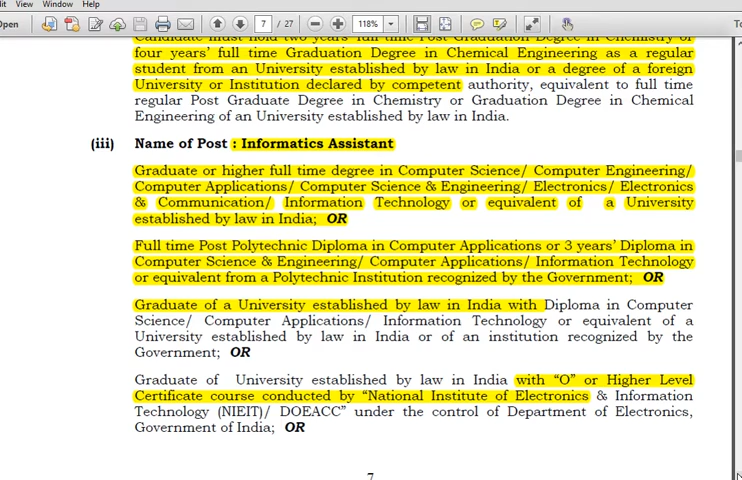 lit View Window Help
Open 7 / 27 118% To
Candidate must hold two years full time Post Graduation Degree in Chemistry or
four years' full time Graduation Degree in Chemical Engineering as a regular
student from an University established by law in India or a degree of a foreign
University or Institution declared by competent authority, equivalent to full time
regular Post Graduate Degree in Chemistry or Graduation Degree in Chemical
Engineering of an University established by law in India.
(iii) Name of Post : Informatics Assistant
Graduate or higher full time degree in Computer Science/ Computer Engineering/
Computer Applications/ Computer Science & Engineering/ Electronics/ Electronics
& Communication/ Information Technology or equivalent of a University
established by law in India; OR
Full time Post Polytechnic Diploma in Computer Applications or 3 years' Diploma in
Computer Science & Engineering/ Computer Applications/ Information Technology
or equivalent from a Polytechnic Institution recognized by the Government; OR
Graduate of a University established by law in India with Diploma in Computer
Science/ Computer Applications/ Information Technology or equivalent of a
University established by law in India or of an institution recognized by the
Government; OR
Graduate of University established by law in India with "O" or Higher Level
Certificate course conducted by "National Institute of Electronics & Information
Technology (NIEIT)/ DOEACC" under the control of Department of Electronics,
Government of India; OR
7